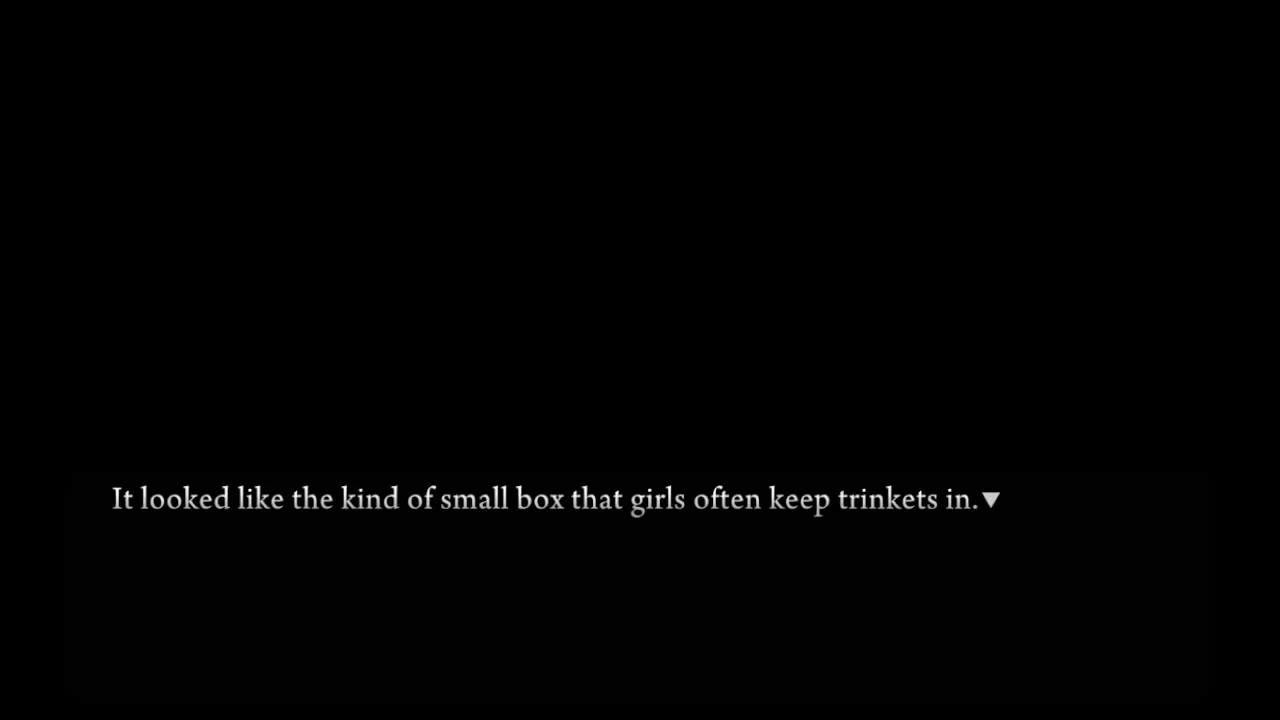 It looked like the kind of small box that girls often keep trinkets in.▼